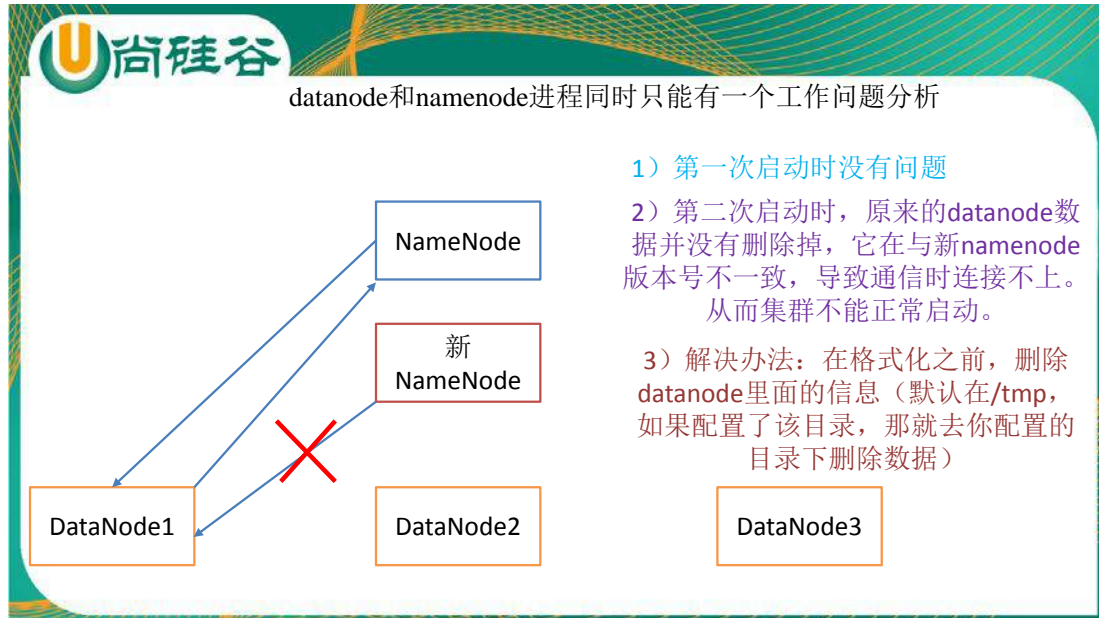 尚硅谷
datanode和namenode进程同时只能有一个工作问题分析
1）第一次启动时没有问题
2）第二次启动时，原来的datanode数
据并没有删除掉，它在与新namenode
版本号不一致，导致通信时连接不上。
从而集群不能正常启动。
3）解决办法：在格式化之前，删除
datanode里面的信息（默认在/tmp，
如果配置了该目录，那就去你配置的
目录下删除数据）
NameNode
新
NameNode
DataNode1
DataNode2
DataNode3